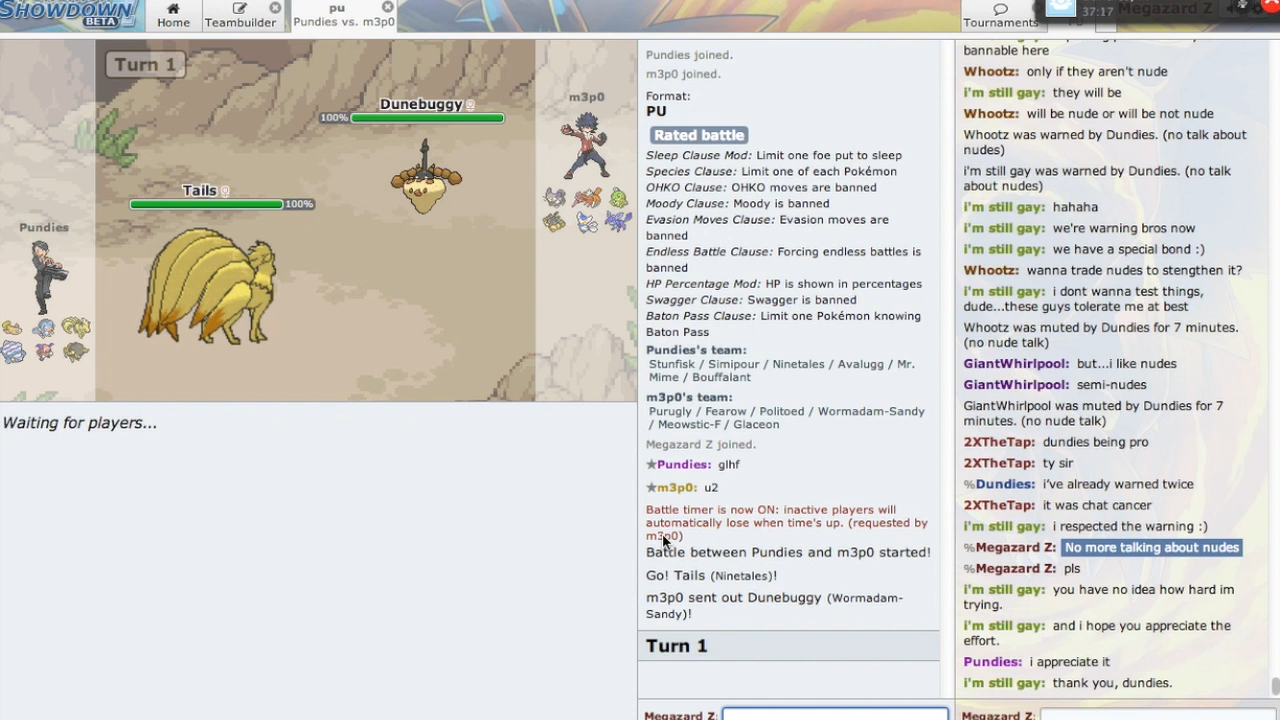 SHOWDOWN
BETA
Home
Teambuilder
pu
Pundies vs. m3p0
Tournaments
37:17
Megazard Z
Turn 1
Dunebuggy
100%
Tails
100%
Pundies
m3p0
Waiting for players...
Pundies joined.
m3p0 joined.
Format:
PU
Rated battle
Sleep Clause Mod: Limit one foe put to sleep
Species Clause: Limit one of each Pokémon
OHKO Clause: OHKO moves are banned
Moody Clause: Moody is banned
Evasion Moves Clause: Evasion moves are
banned
Endless Battle Clause: Forcing endless battles is
banned
HP Percentage Mod: HP is shown in percentages
Swagger Clause: Swagger is banned
Baton Pass Clause: Limit one Pokémon knowing
Baton Pass
Pundies's team:
Stunfisk / Simipour / Ninetales / Avalugg / Mr.
Mime / Bouffalant
m3p0's team:
Purugly / Fearow / Politoed / Wormadam-Sandy
/ Meowstic-F / Glaceon
Megazard Z joined.
★Pundies: glhf
★m3p0: u2
Battle timer is now ON: inactive players will
automatically lose when time's up. (requested by
m3p0)
Battle between Pundies and m3p0 started!
Go! Tails (Ninetales)!
m3p0 sent out Dunebuggy (Wormadam-
Sandy)!
Turn 1
Megazard Z:
bannable here
Whootz: only if they aren't nude
i'm still gay: they will be
Whootz: will be nude or will be not nude
Whootz was warned by Dundies. (no talk about
nudes)
i'm still gay was warned by Dundies. (no talk
about nudes)
i'm still gay: hahaha
i'm still gay: we're warning bros now
i'm still gay: we have a special bond :)
Whootz: wanna trade nudes to stengthen it?
i'm still gay: i dont wanna test things,
dude...these guys tolerate me at best
Whootz was muted by Dundies for 7 minutes.
(no nude talk)
GiantWhirlpool: but...i like nudes
GiantWhirlpool: semi-nudes
GiantWhirlpool was muted by Dundies for 7
minutes. (no nude talk)
2XTheTap: dundies being pro
2XTheTap: ty sir
%Dundies: i've already warned twice
2XTheTap: it was chat cancer
i'm still gay: i respected the warning :)
%Megazard Z: No more talking about nudes
%Megazard Z: pls
i'm still gay: you have no idea how hard im
trying.
i'm still gay: and i hope you appreciate the
effort.
Pundies: i appreciate it
i'm still gay: thank you, dundies.
Megazard Z: